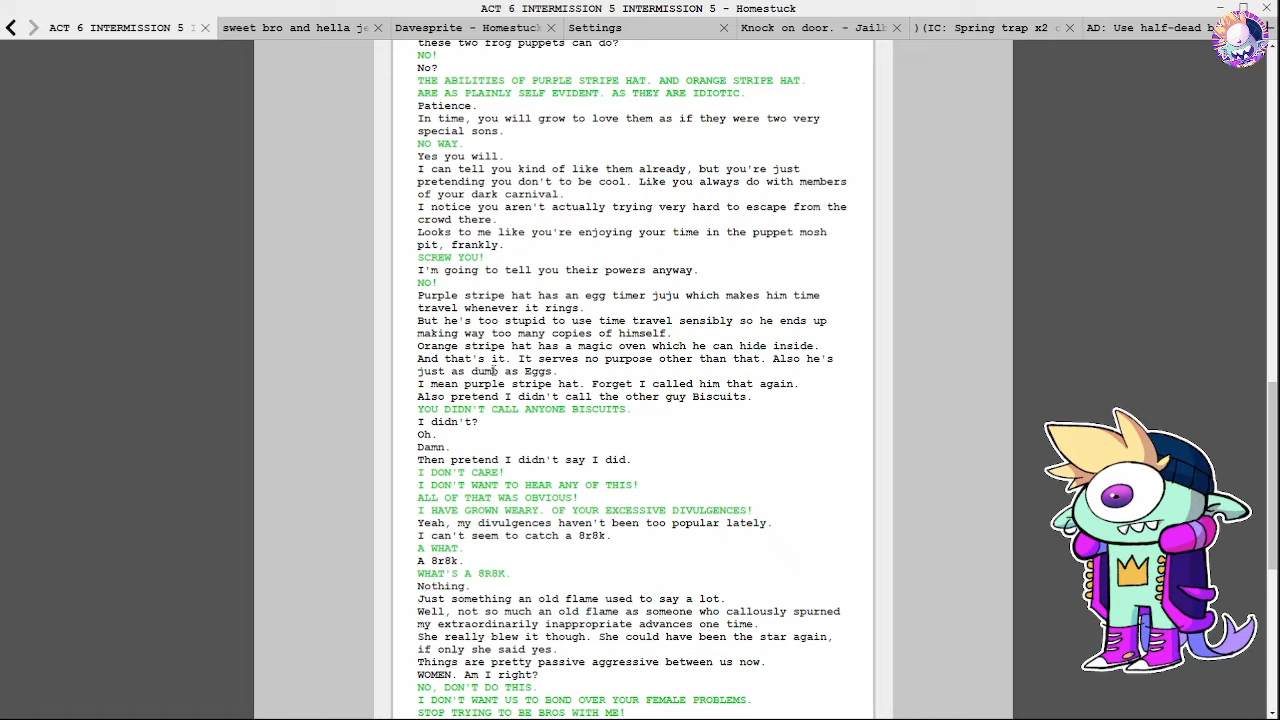 ACT 6 INTERMISSION 5 INTERMISSION 5 - Homestuck
ACT 6 INTERMISSION 5 I
sweet bro and hella je
Davesprite - Homestuck
Settings
Knock on door. - Jail
)(IC: Spring trap x2 c
AD: Use half-dead
these two frog puppets can do?
NO!
No?
THE ABILITIES OF PURPLE STRIPE HAT. AND ORANGE STRIPE HAT.
ARE AS PLAINLY SELF EVIDENT. AS THEY ARE IDIOTIC.
Patience.
In time, you will grow to love them as if they were two very
special sons.
NO WAY.
Yes you will.
I can tell you kind of like them already, but you're just
pretending you don't to be cool. Like you always do with members
of your dark carnival.
I notice you aren't actually trying very hard to escape from the
crowd there.
Looks to me like you're enjoying your time in the puppet mosh
pit, frankly.
SCREW YOU!
I'm going to tell you their powers anyway.
NO!
Purple stripe hat has an egg timer juju which makes him time
travel whenever it rings.
But he's too stupid to use time travel sensibly so he ends up
making way too many copies of himself.
Orange stripe hat has a magic oven which he can hide inside.
And that's it. It serves no purpose other than that. Also he's
just as dumb as Eggs.
I mean purple stripe hat. Forget I called him that again.
Also pretend I didn't call the other guy Biscuits.
YOU DIDN'T CALL ANYONE BISCUITS.
I didn't?
Oh.
Damn.
Then pretend I didn't say I did.
I DON'T CARE!
I DON'T WANT TO HEAR ANY OF THIS!
ALL OF THAT WAS OBVIOUS!
I HAVE GROWN WEARY. OF YOUR EXCESSIVE DIVULGENCES!
Yeah, my divulgences haven't been too popular lately.
I can't seem to catch a 8r8k.
A WHAT.
A 8r8k.
WHAT'S A 8R8K.
Nothing.
Just something an old flame used to say a lot.
Well, not so much an old flame as someone who callously spurned
my extraordinarily inappropriate advances one time.
She really blew it though. She could have been the star again,
if only she said yes.
Things are pretty passive aggressive between us now.
WOMEN. Am I right?
NO, DON'T DO THIS.
I DON'T WANT US TO BOND OVER YOUR FEMALE PROBLEMS.
STOP TRYING TO BE BROS WITH ME!